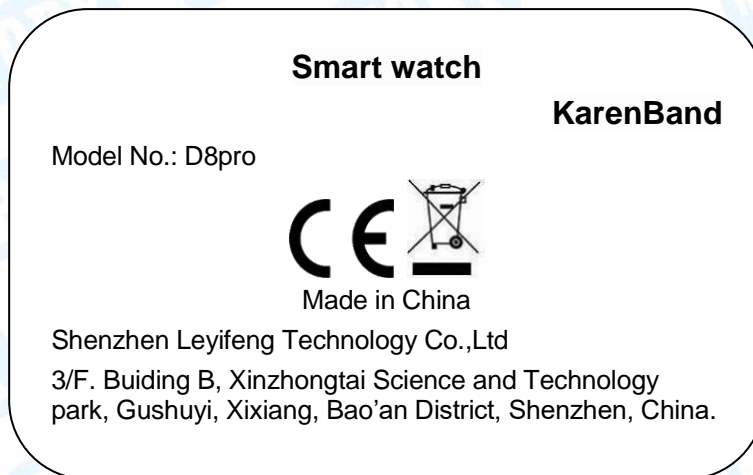 Smart watch
KarenBand
Model No.: D8pro
CE
Made in China
Shenzhen Leyifeng Technology Co.,Ltd
3/F. Buiding B, Xinzhongtai Science and Technology
park, Gushuyi, Xixiang, Bao’an District, Shenzhen, China.